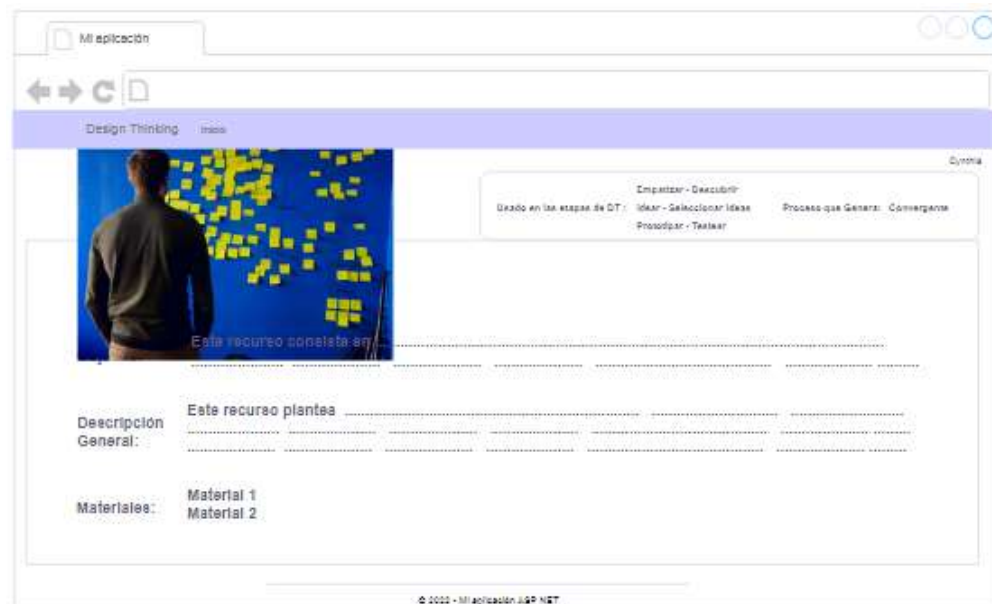 Mi aplicación
Design Thinking Inicio
Cynthia
Empatizar - Descubrir
Usado en las etapas de DT : Idear - Seleccionar Ideas Proceso que Genera: Convergente
Prototipar - Testear
Este recurso consiste en
Este recurso plantea
Descripción
General:
Materiales:
Material 1
Material 2
© 2022 - Mi aplicación ASP.NET